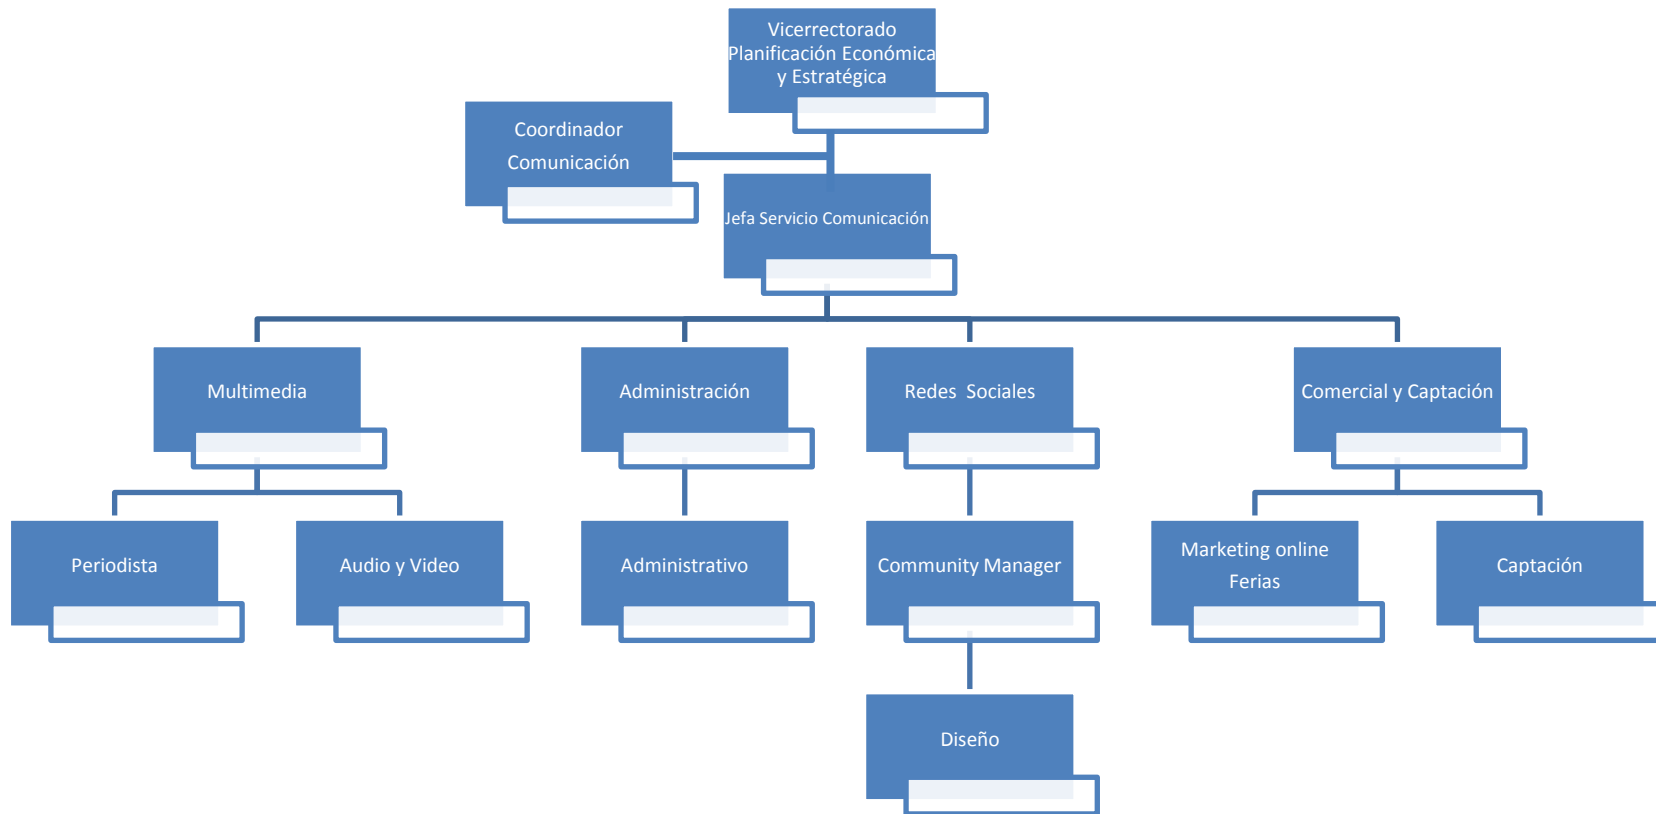 Vicerrectorado
Planificación Económica
y Estratégica
Coordinador
Comunicación
Jefa Servicio Comunicación
Multimedia
Administración
Redes  Sociales
Comercial y Captación
Periodista
Audio y Video
Administrativo
Community Manager
Marketing online
Ferias
Captación
Diseño